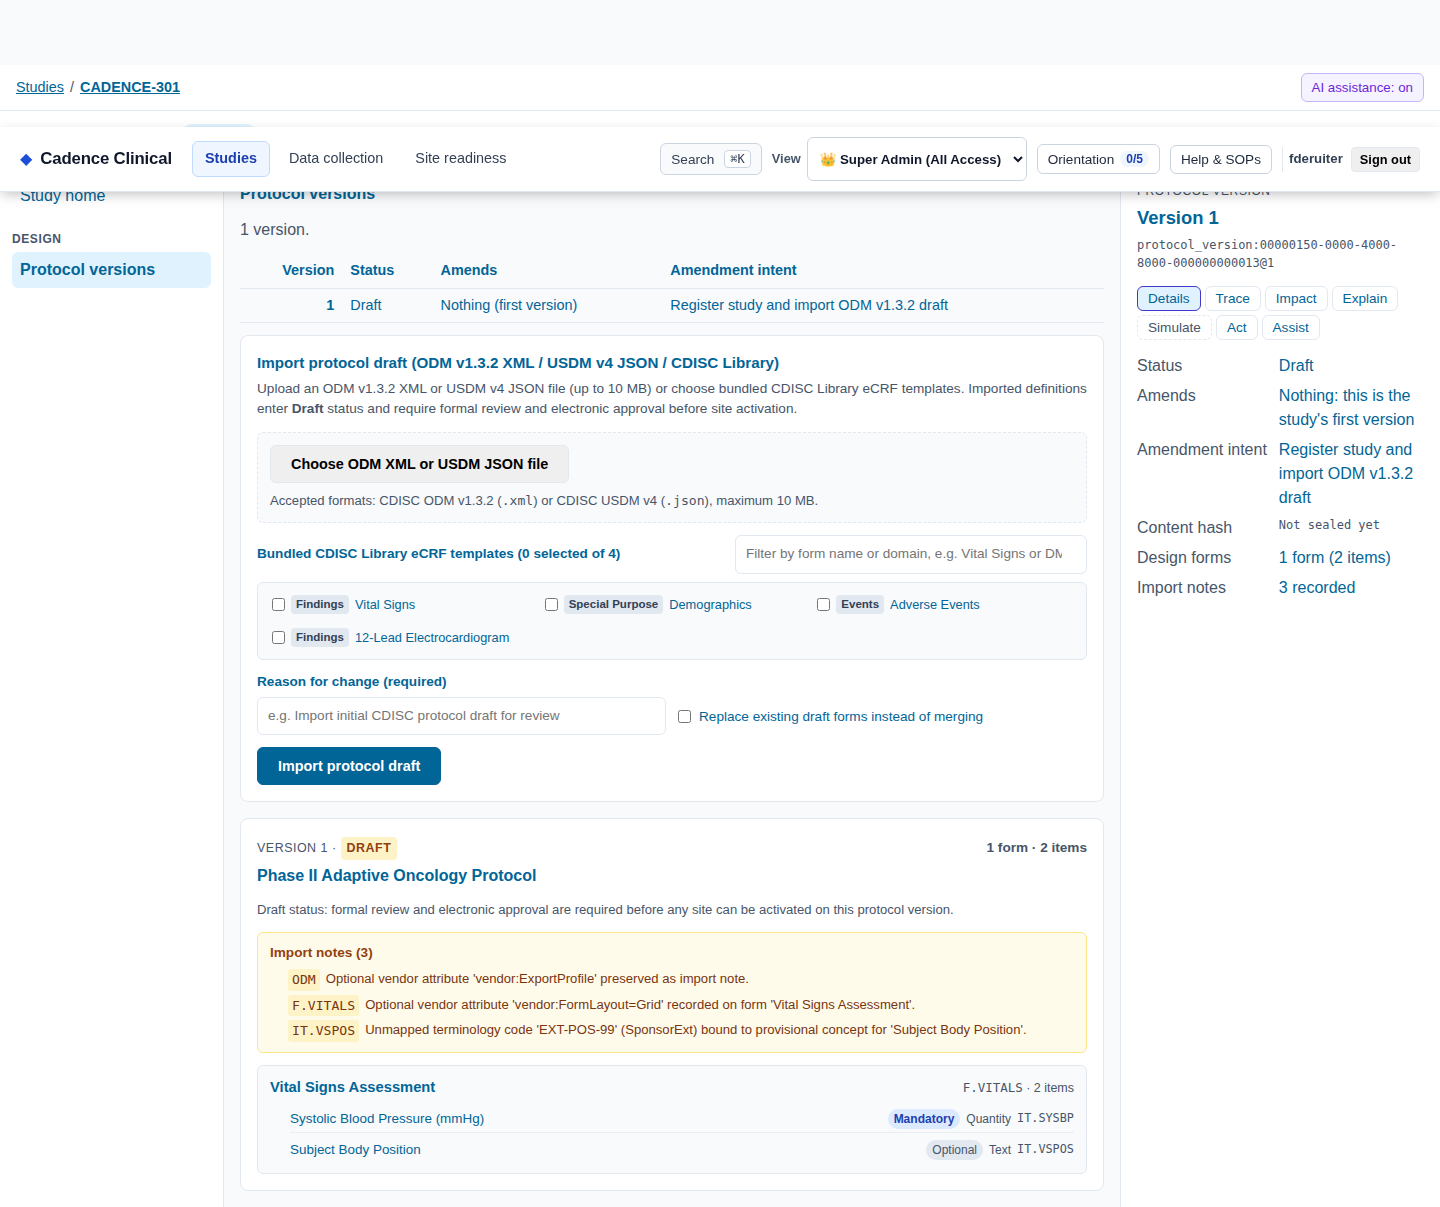 Studies / CADENCE-301
AI assistance: on
◆ Cadence Clinical
Studies
Data collection
Site readiness
Search ⌘K
View
👑 Super Admin (All Access)
Orientation 0/5
Help & SOPs
fderuiter
Sign out
Study home
DESIGN
Protocol versions
Protocol versions
1 version.
Version Status Amends Amendment intent
1 Draft Nothing (first version) Register study and import ODM v1.3.2 draft
Import protocol draft (ODM v1.3.2 XML / USDM v4 JSON / CDISC Library)
Upload an ODM v1.3.2 XML or USDM v4 JSON file (up to 10 MB) or choose bundled CDISC Library eCRF templates. Imported definitions
enter Draft status and require formal review and electronic approval before site activation.
Choose ODM XML or USDM JSON file
Accepted formats: CDISC ODM v1.3.2 (.xml) or CDISC USDM v4 (.json), maximum 10 MB.
Bundled CDISC Library eCRF templates (0 selected of 4)
Filter by form name or domain, e.g. Vital Signs or DM
Findings Vital Signs
Special Purpose Demographics
Events Adverse Events
Findings 12-Lead Electrocardiogram
Reason for change (required)
e.g. Import initial CDISC protocol draft for review
Replace existing draft forms instead of merging
Import protocol draft
VERSION 1 · DRAFT
1 form · 2 items
Phase II Adaptive Oncology Protocol
Draft status: formal review and electronic approval are required before any site can be activated on this protocol version.
Import notes (3)
ODM Optional vendor attribute 'vendor:ExportProfile' preserved as import note.
F.VITALS Optional vendor attribute 'vendor:FormLayout=Grid' recorded on form 'Vital Signs Assessment'.
IT.VSPOS Unmapped terminology code 'EXT-POS-99' (SponsorExt) bound to provisional concept for 'Subject Body Position'.
Vital Signs Assessment
F.VITALS · 2 items
Systolic Blood Pressure (mmHg)
Mandatory Quantity IT.SYSBP
Subject Body Position
Optional Text IT.VSPOS
PROTOCOL VERSION
Version 1
protocol_version:00000150-0000-4000-
8000-000000000013@1
Details Trace Impact Explain
Simulate Act Assist
Status Draft
Amends Nothing: this is the
study's first version
Amendment intent Register study and
import ODM v1.3.2
draft
Content hash Not sealed yet
Design forms 1 form (2 items)
Import notes 3 recorded